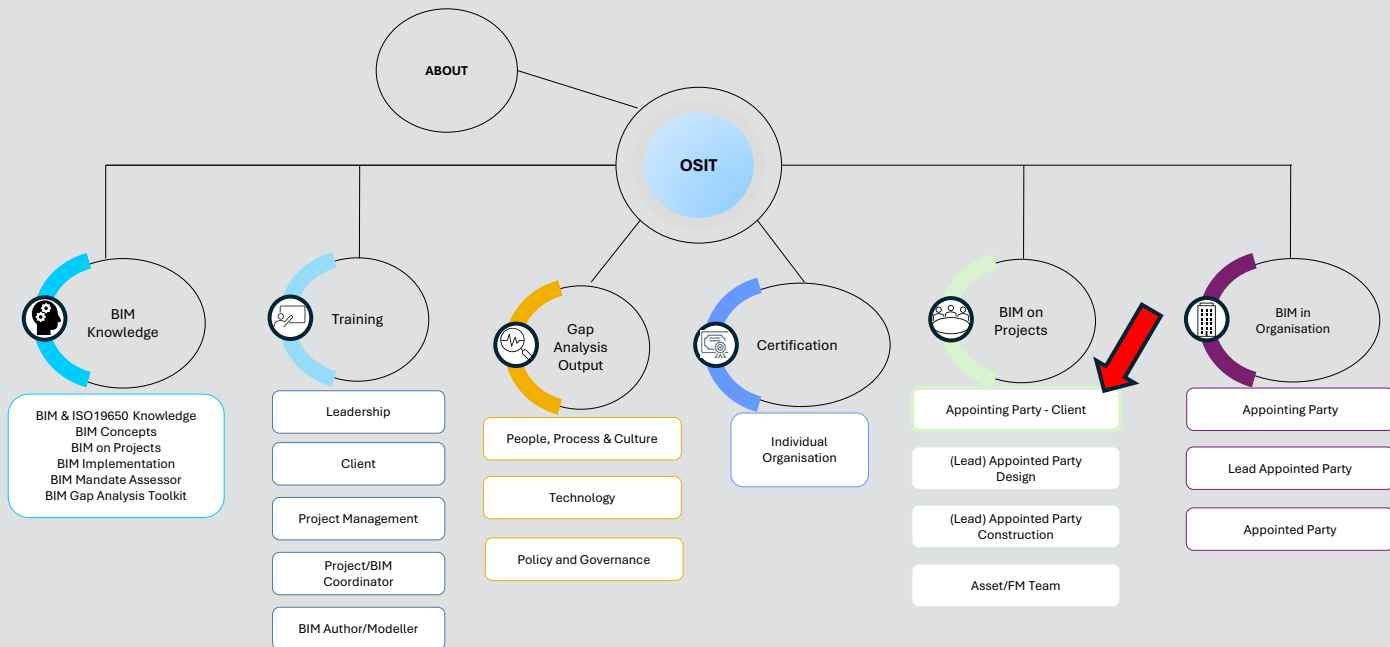 ABOUT
OSIT
BIM
Knowledge
BIM & ISO19650 Knowledge
BIM Concepts
BIM on Projects
BIM Implementation
BIM Mandate Assessor
BIM Gap Analysis Toolkit
Training
Leadership
Client
Project Management
Project/BIM
Coordinator
BIM Author/Modeller
Gap
Analysis
Output
People, Process & Culture
Technology
Policy and Governance
Certification
Individual
Organisation
BIM on
Projects
Appointing Party - Client
(Lead) Appointed Party
Design
(Lead) Appointed Party
Construction
Asset/FM Team
BIM in
Organisation
Appointing Party
Lead Appointed Party
Appointed Party